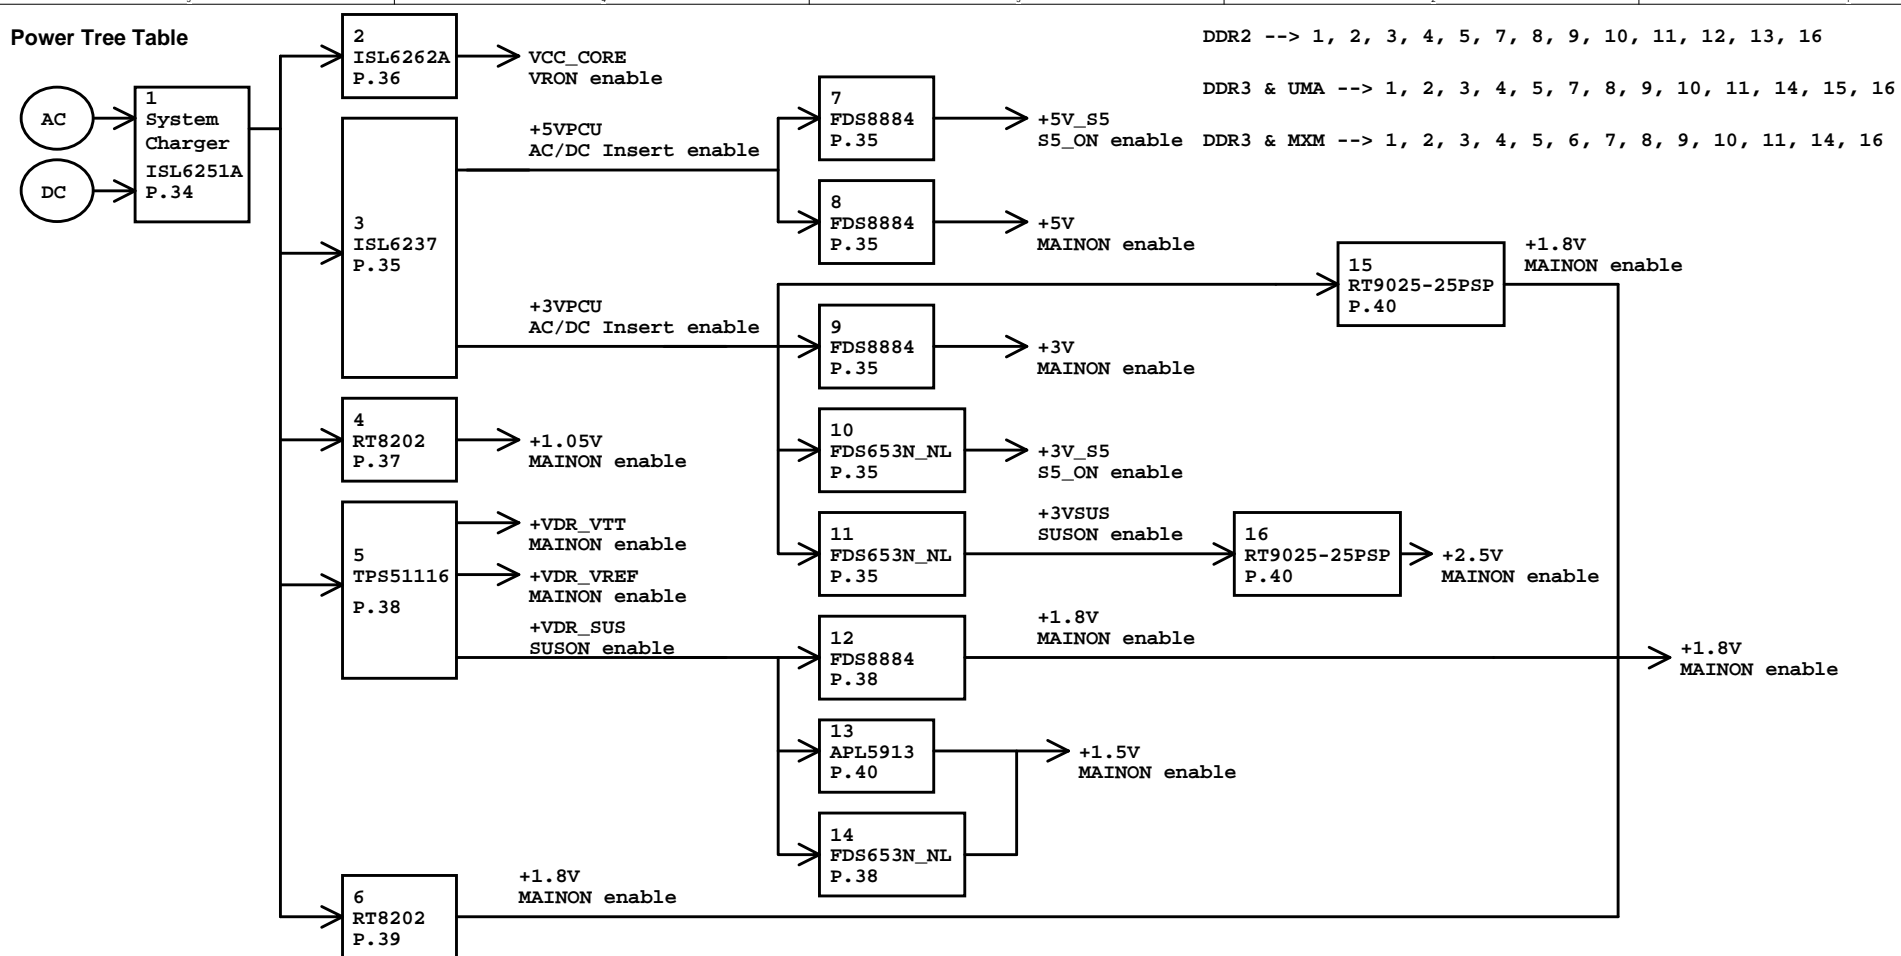 Power Tree Table
DDR2 --> 1, 2, 3, 4, 5, 7, 8, 9, 10, 11, 12, 13, 16
DDR3 & UMA --> 1, 2, 3, 4, 5, 7, 8, 9, 10, 11, 14, 15, 16
DDR3 & MXM --> 1, 2, 3, 4, 5, 6, 7, 8, 9, 10, 11, 14, 16
AC
DC
1
System
Charger
ISL6251A
P.34
2
ISL6262A
P.36
VCC_CORE
VRON enable
3
ISL6237
P.35
+5VPCU
AC/DC Insert enable
+3VPCU
AC/DC Insert enable
4
RT8202
P.37
+1.05V
MAINON enable
5
TPS51116
P.38
+VDR_VTT
MAINON enable
+VDR_VREF
MAINON enable
+VDR_SUS
SUSON enable
6
RT8202
P.39
+1.8V
MAINON enable
7
FDS8884
P.35
+5V_S5
S5_ON enable
8
FDS8884
P.35
+5V
MAINON enable
9
FDS8884
P.35
+3V
MAINON enable
10
FDS653N_NL
P.35
+3V_S5
S5_ON enable
11
FDS653N_NL
P.35
+3VSUS
SUSON enable
12
FDS8884
P.38
+1.8V
MAINON enable
13
APL5913
P.40
+1.5V
MAINON enable
14
FDS653N_NL
P.38
15
RT9025-25PSP
P.40
+1.8V
MAINON enable
16
RT9025-25PSP
P.40
+2.5V
MAINON enable
+1.8V
MAINON enable